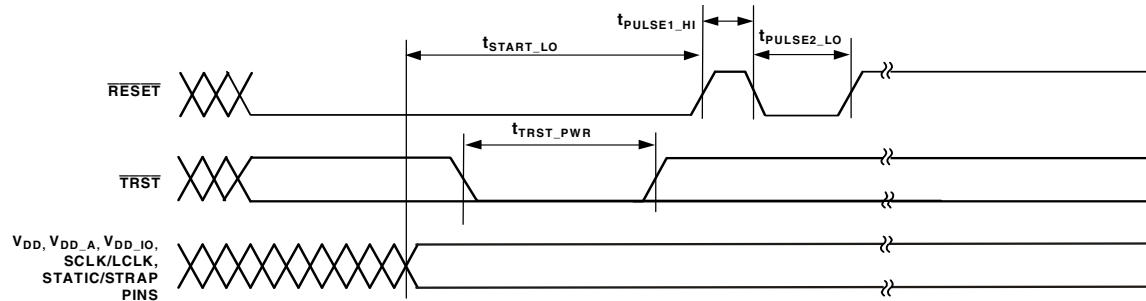 tPULSE1_HI
tPULSE2_LO
tSTART_LO
RESET
tTRST_PWR
TRST
VDD, VDD_A, VDD_IO,
SCLK/LCLK,
STATIC/STRAP
PINS